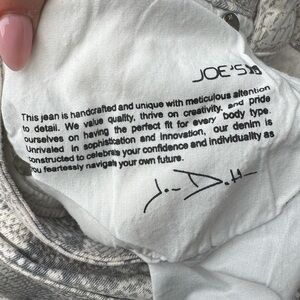 JOE'S
This jean is handcrafted and unique with meticulous attention
to detail. We value quality, thrive on creativity, and pride
ourselves on having the perfect fit for every body type.
Unrivaled in sophistication and innovation, our denim is
constructed to celebrate your confidence and individuality as
you fearlessly navigate your own future.